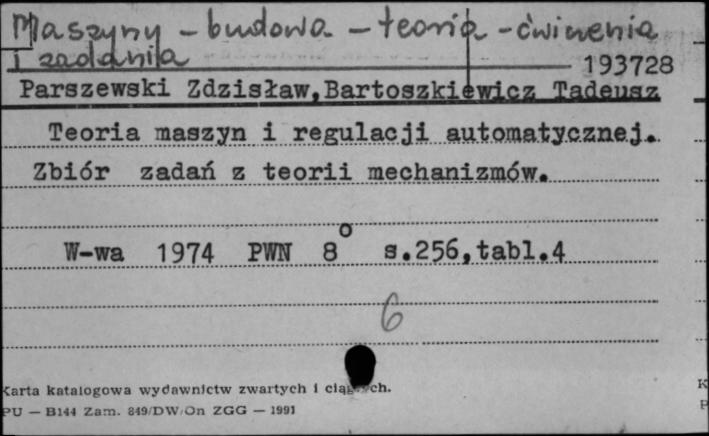 Maszyny - budowa - teoria - ćwiczenia
i zadania
193728
Parszewski Zdzisław, Bartoszkiewicz Tadeusz
Teoria maszyn i regulacji automatycznej.
Zbiór zadań z teorii mechanizmów.
W-wa 1974 PWN 8° s.256,tabl.4
6
Karta katalogowa wydawnictw zwartych i ciągłych.
PU — B144 Zam. 849/DW/On ZGG — 1991
K
P